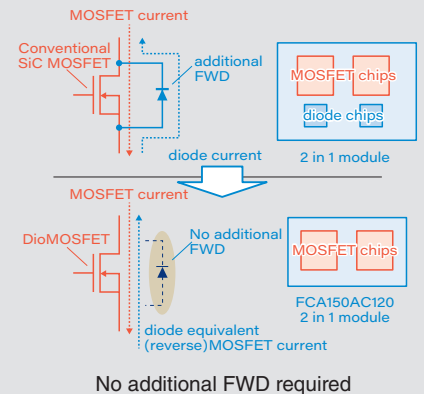 MOSFET current
Conventional
SiC MOSFET
additional
FWD
diode current
MOSFET chips
diode chips
2 in 1 module
MOSFET current
DioMOSFET
No additional
FWD
diode equivalent
(reverse)MOSFET current
MOSFET chips
FCA150AC120
2 in 1 module
No additional FWD required